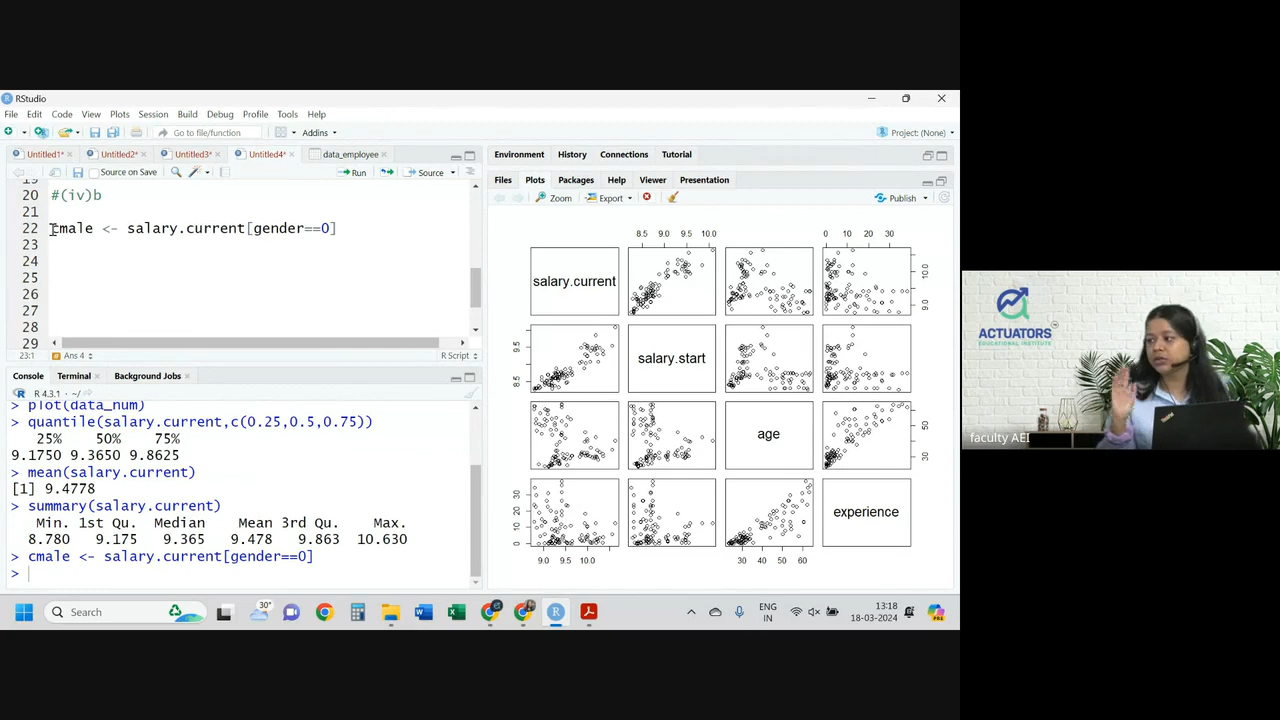 RStudio
File Edit Code View Plots Session Build Debug Profile Tools Help
Go to file/function Addins Project: (None)
Untitled1* Untitled2* Untitled3* Untitled4* data_employee
Source on Save Run Source
19
20 #(iv)b
21
22 cmale <- salary.current[gender==0]
23
24
25
26
27
28
29
23:1 Ans 4 R Script
Console Terminal Background Jobs
R 4.3.1 · ~/
> plot(data_num)
> quantile(salary.current,c(0.25,0.5,0.75))
25% 50% 75%
9.1750 9.3650 9.8625
> mean(salary.current)
[1] 9.4778
> summary(salary.current)
Min. 1st Qu. Median Mean 3rd Qu. Max.
8.780 9.175 9.365 9.478 9.863 10.630
> cmale <- salary.current[gender==0]
>
Environment History Connections Tutorial
Files Plots Packages Help Viewer Presentation
Zoom Export Publish
8.5 9.0 9.5 10.0 0 10 20 30
salary.current
9.0 10.0
8.5 9.5
salary.start
age
30 50
0 10 20 30
experience
9.0 9.5 10.0 30 40 50 60
Search
30°
ENG
IN
13:18
18-03-2024
ACTUATORS
EDUCATIONAL INSTITUTE
faculty AEI